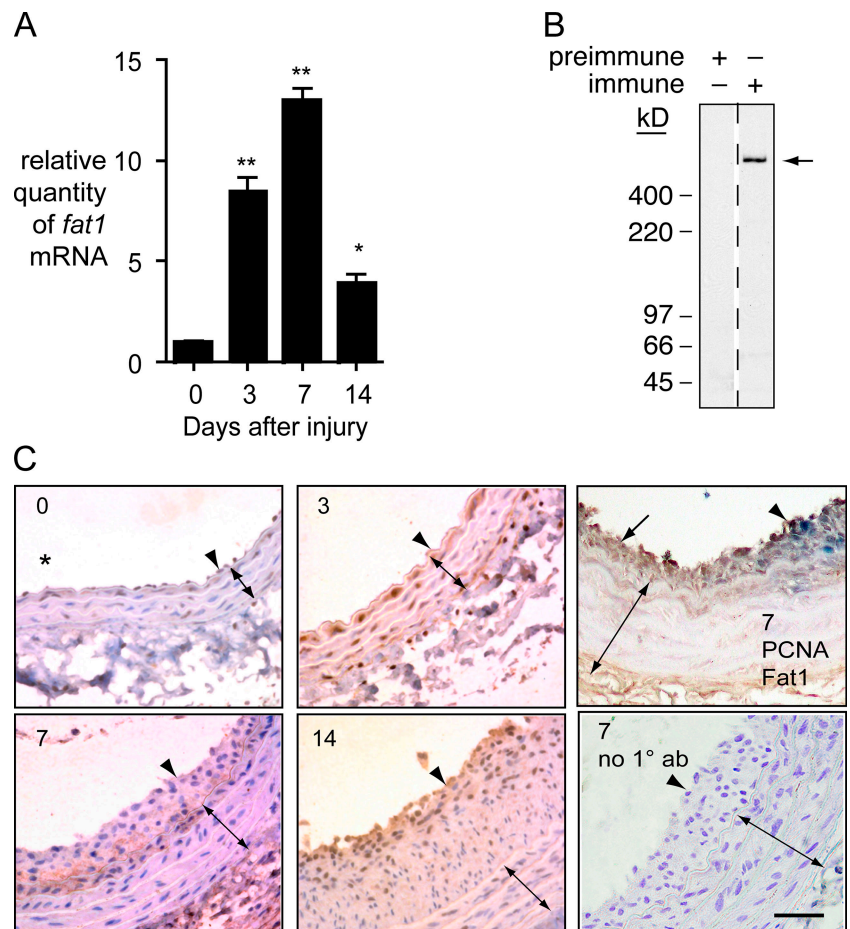 A
15
10
5
0
relative
quantity
of fat1
mRNA
**
**
*
0 3 7 14
Days after injury
B
preimmune + −
immune − +
kD
400
220
97
66
45
C
0
*
3
7
PCNA
Fat1
7
14
7
no 1° ab